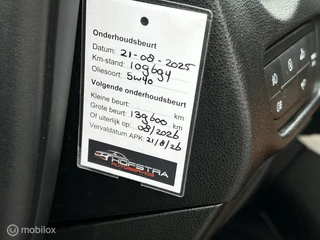 Onderhoudsbeurt
Datum: 21-08-2025
Km-stand: 109694
Oliesoort: 5W40
Volgende onderhoudsbeurt
Kleine beurt: km
Grote beurt: 139600 km
Of uiterlijk op: 08/2026
Vervaldatum APK: 21/8/26
HOFSTRA
mobilox